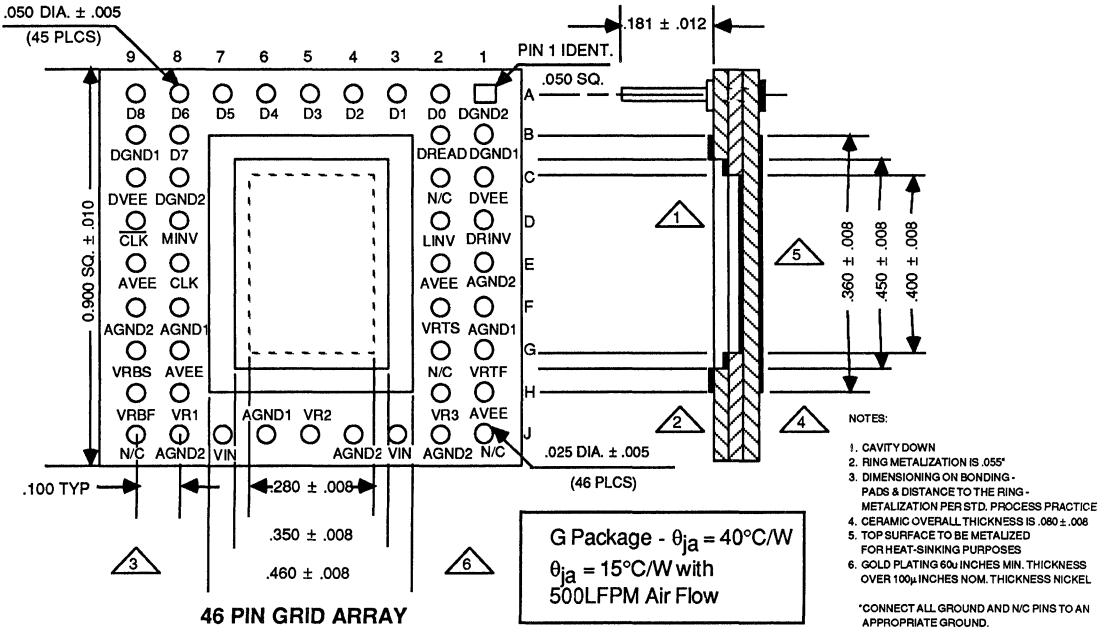 .050 DIA. ± .005
(45 PLCS)
9 8 7 6 5 4 3 2 1
PIN 1 IDENT.
.050 SQ.
.181 ± .012
D8 D6 D5 D4 D3 D2 D1 D0 DGND2 A
DGND1 D7 DREAD DGND1 B
DVEE DGND2 N/C DVEE C
CLK MINV LINV DRINV D
AVEE CLK AVEE AGND2 E
AGND2 AGND1 VRTS AGND1 F
VRBS AVEE N/C VRTF G
VRBF VR1 AGND1 VR2 VR3 AVEE H
N/C AGND2 VIN AGND2 VIN AGND2 N/C J
0.900 SQ. ± .010
1
5
.360 ± .008
.450 ± .008
.400 ± .008
2
4
.025 DIA. ± .005
(46 PLCS)
.100 TYP
.280 ± .008
.350 ± .008
.460 ± .008
3
6
46 PIN GRID ARRAY
G Package - θja = 40°C/W
θja = 15°C/W with
500LFPM Air Flow
NOTES:
1. CAVITY DOWN
2. RING METALIZATION IS .055"
3. DIMENSIONING ON BONDING -
PADS & DISTANCE TO THE RING -
METALIZATION PER STD. PROCESS PRACTICE
4. CERAMIC OVERALL THICKNESS IS .080 ± .008
5. TOP SURFACE TO BE METALIZED
FOR HEAT-SINKING PURPOSES
6. GOLD PLATING 60u INCHES MIN. THICKNESS
OVER 100µ INCHES NOM. THICKNESS NICKEL
*CONNECT ALL GROUND AND N/C PINS TO AN
APPROPRIATE GROUND.